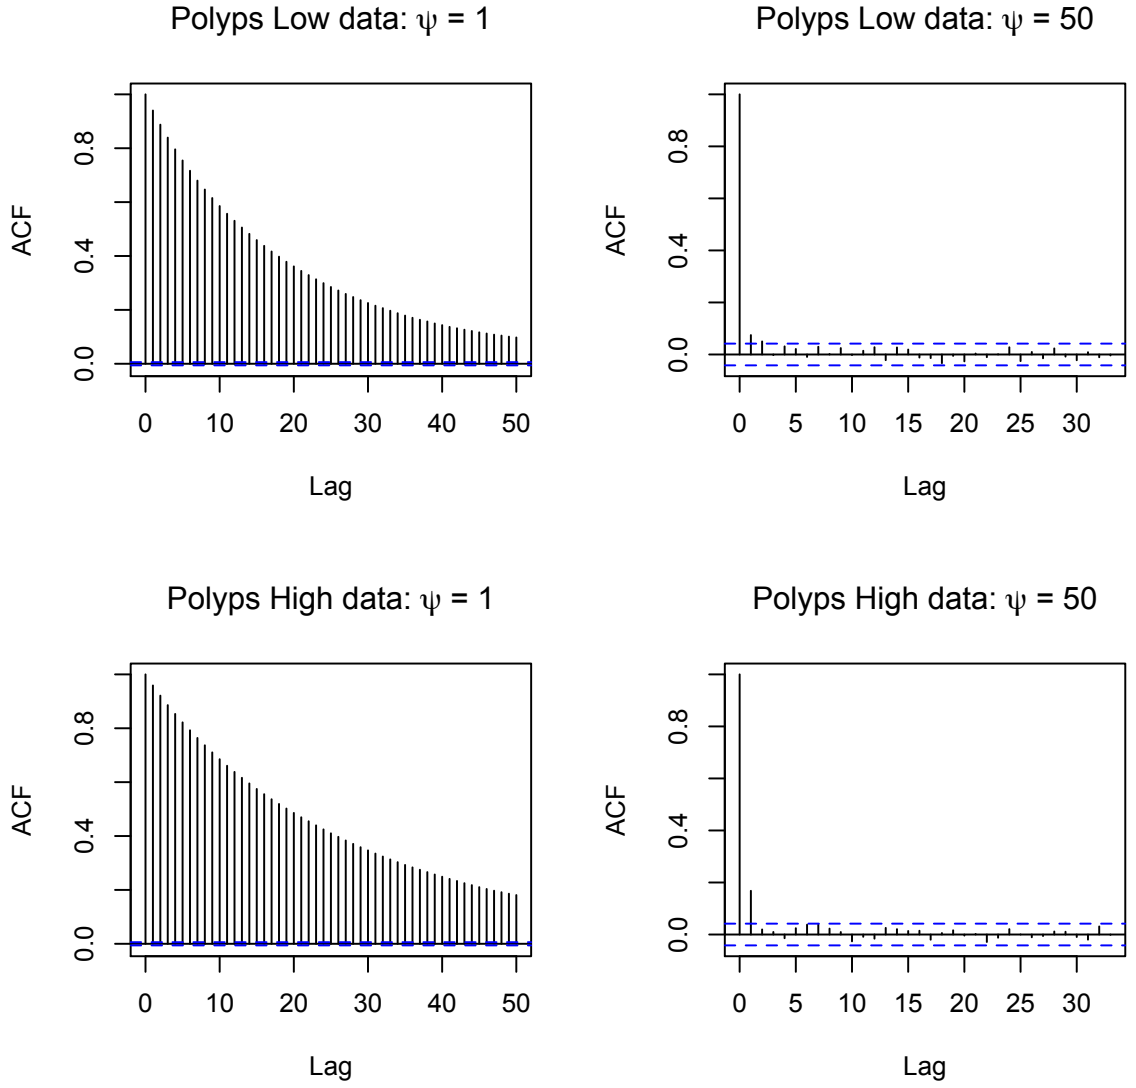 Polyps Low data: ψ = 1
ACF
0.0 0.4 0.8
0 10 20 30 40 50
Lag
Polyps Low data: ψ = 50
ACF
0.0 0.4 0.8
0 5 10 15 20 25 30
Lag
Polyps High data: ψ = 1
ACF
0.0 0.4 0.8
0 10 20 30 40 50
Lag
Polyps High data: ψ = 50
ACF
0.0 0.4 0.8
0 5 10 15 20 25 30
Lag